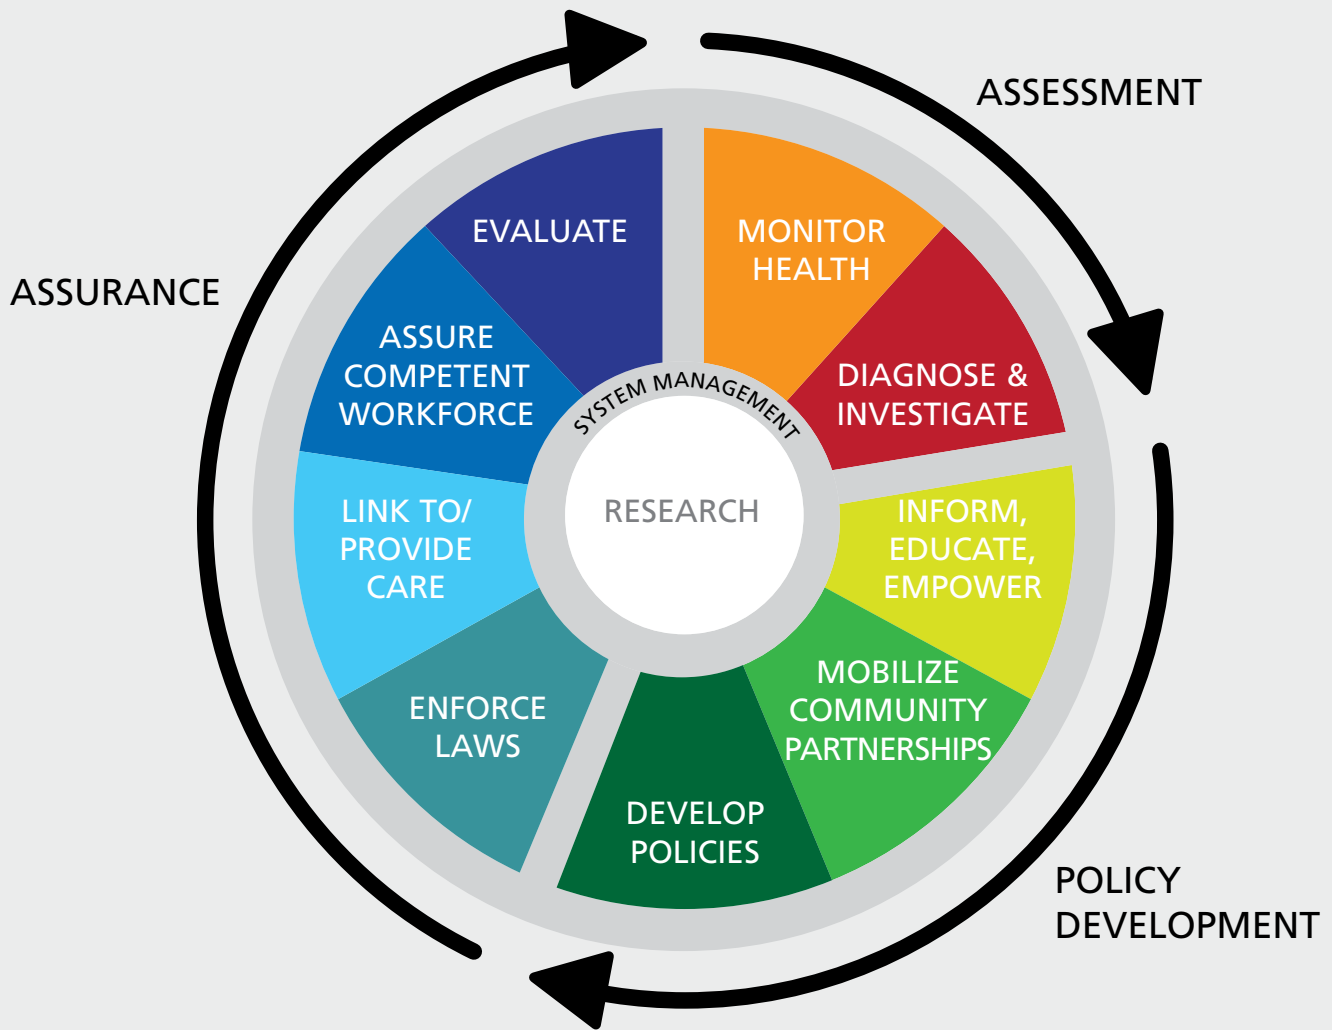 ASSESSMENT
MONITOR
HEALTH
DIAGNOSE &
INVESTIGATE
INFORM,
EDUCATE,
EMPOWER
MOBILIZE
COMMUNITY
PARTNERSHIPS
POLICY
DEVELOPMENT
DEVELOP
POLICIES
ENFORCE
LAWS
LINK TO/
PROVIDE
CARE
ASSURE
COMPETENT
WORKFORCE
EVALUATE
ASSURANCE
SYSTEM MANAGEMENT
RESEARCH